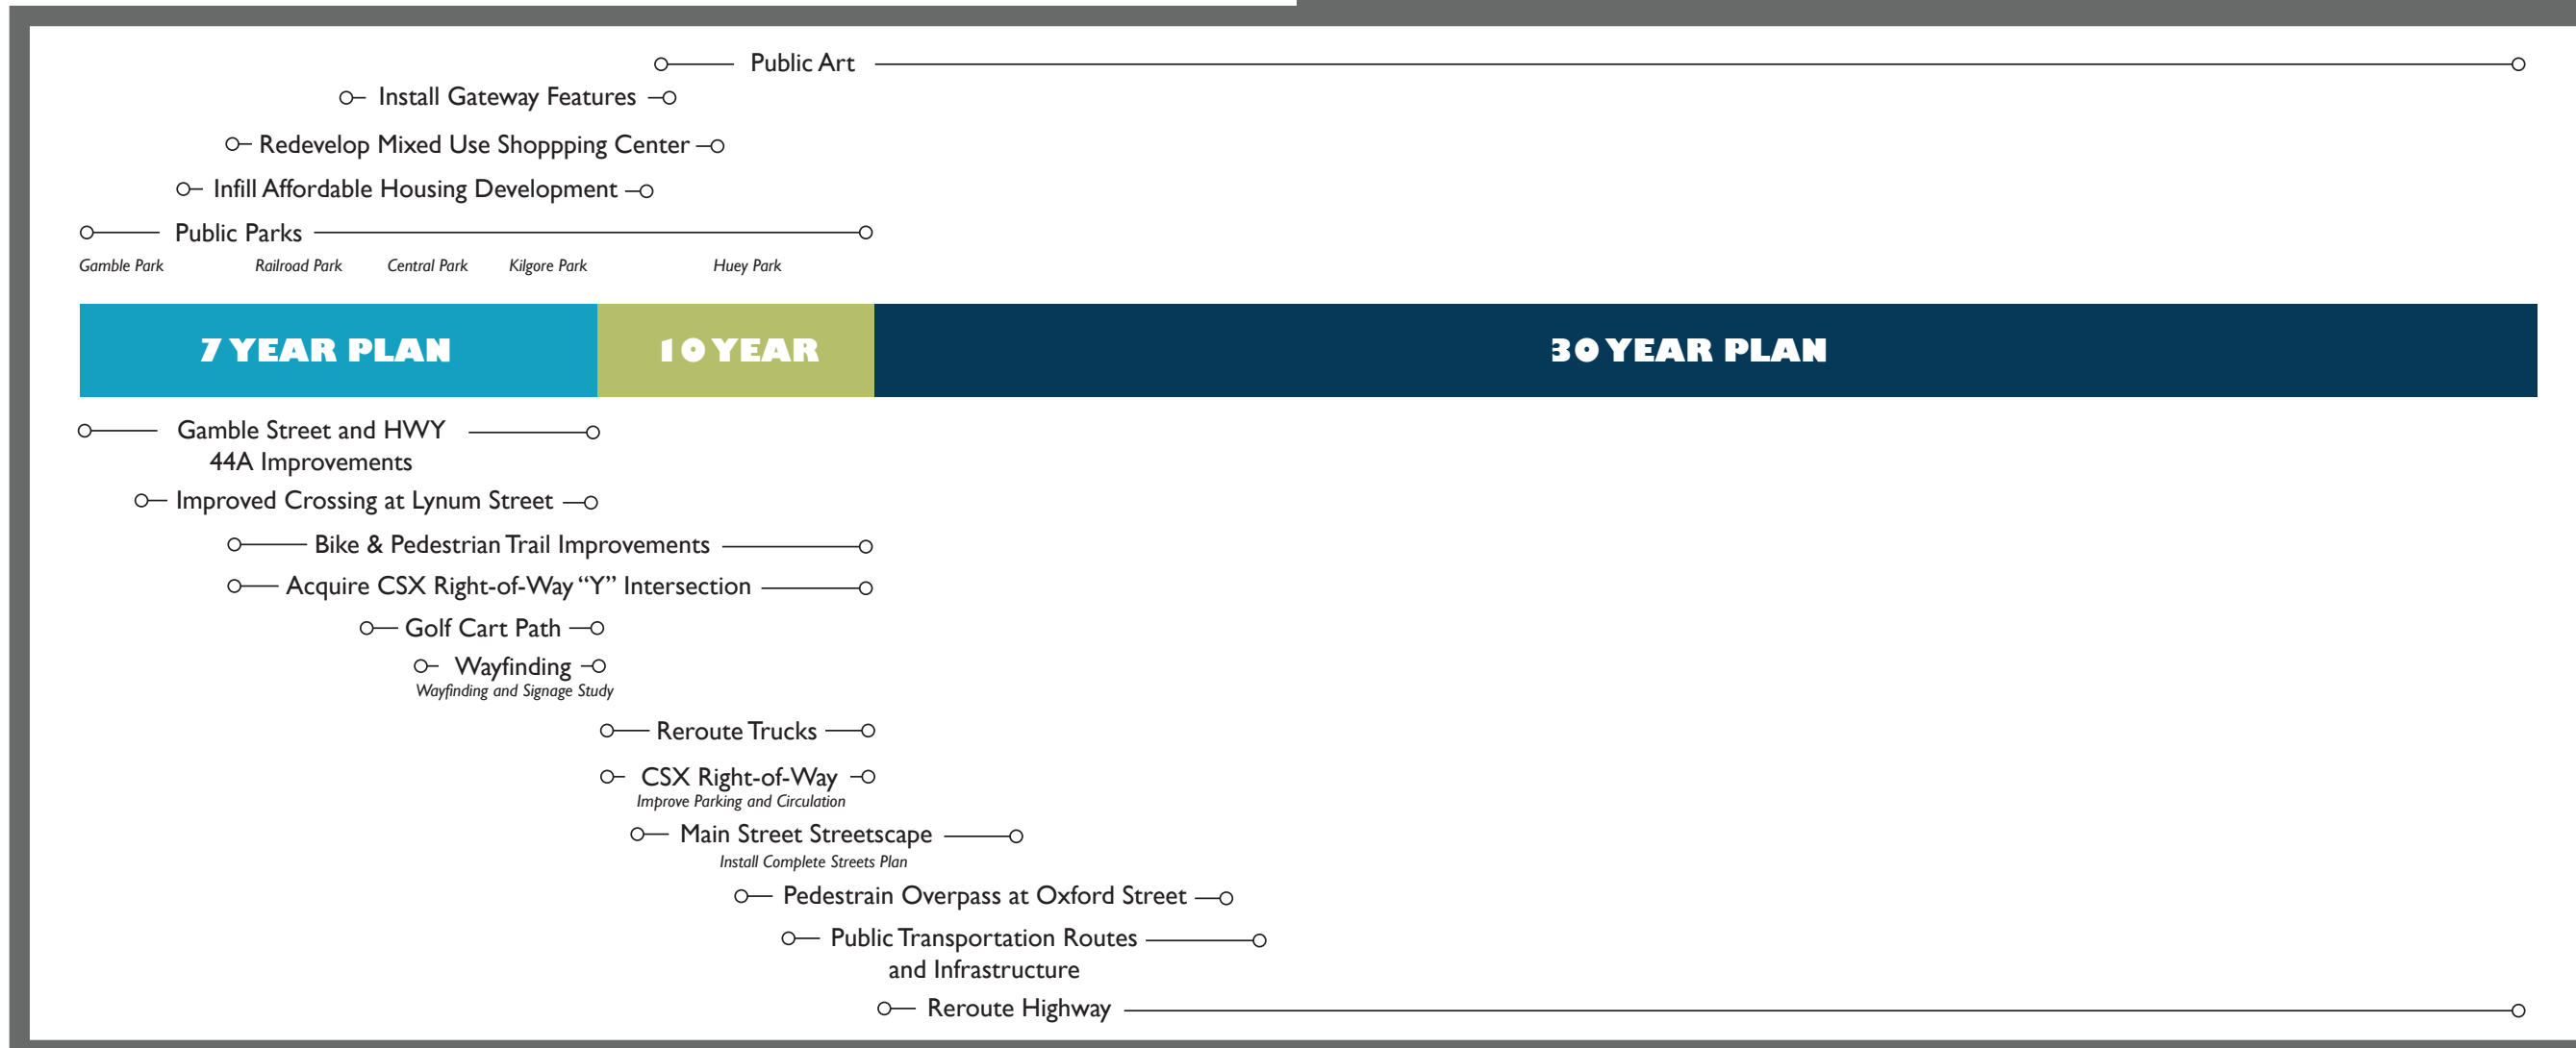 Public Art
Install Gateway Features
Redevelop Mixed Use Shoppping Center
Infill Affordable Housing Development
Public Parks
Gamble Park Railroad Park Central Park Kilgore Park Huey Park
7 YEAR PLAN 10 YEAR 30 YEAR PLAN
Gamble Street and HWY
44A Improvements
Improved Crossing at Lynum Street
Bike & Pedestrian Trail Improvements
Acquire CSX Right-of-Way “Y” Intersection
Golf Cart Path
Wayfinding
Wayfinding and Signage Study
Reroute Trucks
CSX Right-of-Way
Improve Parking and Circulation
Main Street Streetscape
Install Complete Streets Plan
Pedestrain Overpass at Oxford Street
Public Transportation Routes
and Infrastructure
Reroute Highway